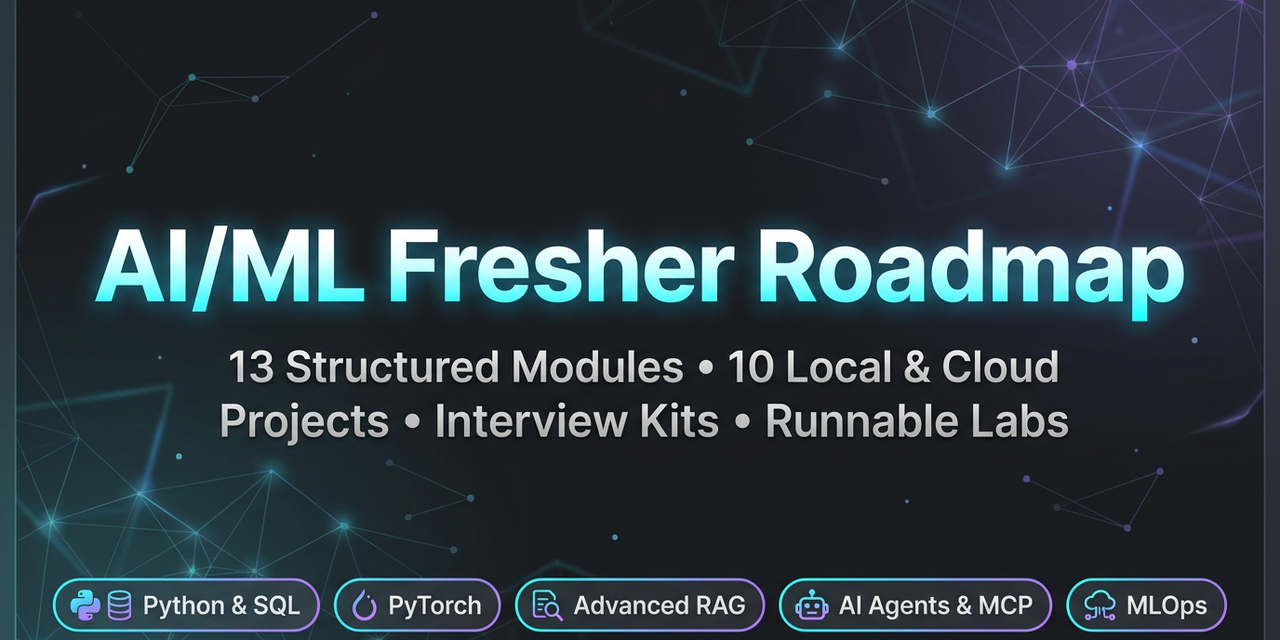 AI/ML Fresher Roadmap
13 Structured Modules • 10 Local & Cloud
Projects • Interview Kits • Runnable Labs
Python & SQL
PyTorch
Advanced RAG
AI Agents & MCP
MLOps